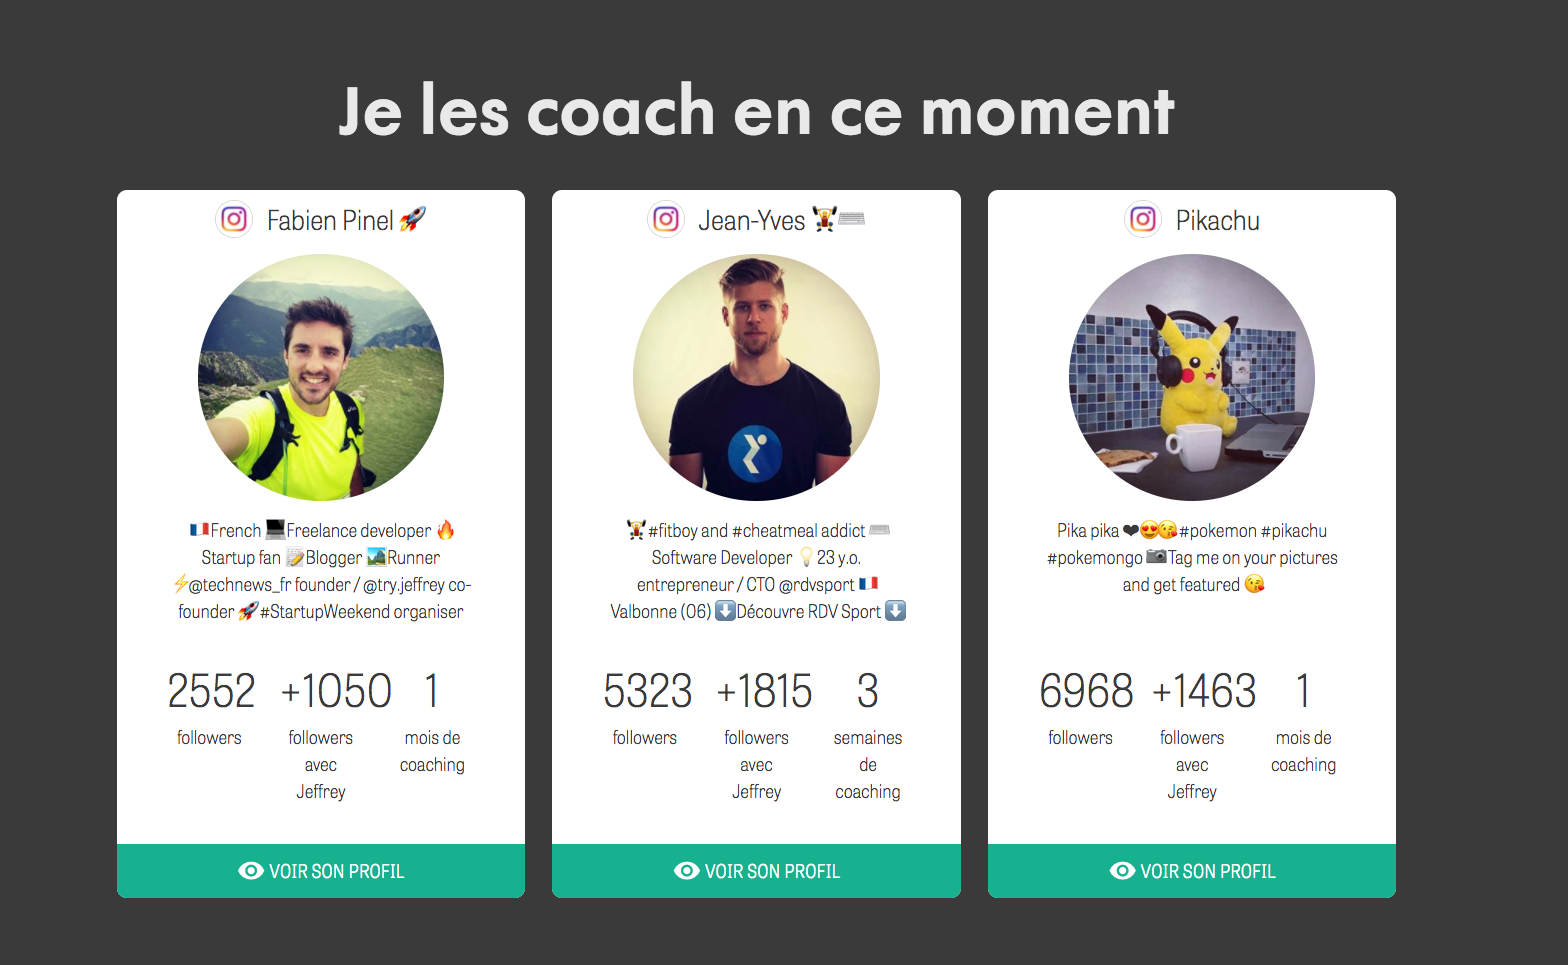 Je les coach en ce moment
Fabien Pinel 🚀
🇫🇷French 💻Freelance developer 🔥
Startup fan 📝Blogger 🏞Runner
⚡@technews_fr founder / @try.jeffrey co-
founder 🚀#StartupWeekend organiser
2552 +1050 1
followers followers avec Jeffrey mois de coaching
VOIR SON PROFIL
Jean-Yves 🏋⌨
🏋#fitboy and #cheatmeal addict ⌨
Software Developer 💡23 y.o.
entrepreneur / CTO @rdvsport 🇫🇷
Valbonne (06) ⬇Découvre RDV Sport ⬇
5323 +1815 3
followers followers avec Jeffrey semaines de coaching
VOIR SON PROFIL
Pikachu
Pika pika ❤😍😘#pokemon #pikachu
#pokemongo 📷Tag me on your pictures
and get featured 😘
6968 +1463 1
followers followers avec Jeffrey mois de coaching
VOIR SON PROFIL